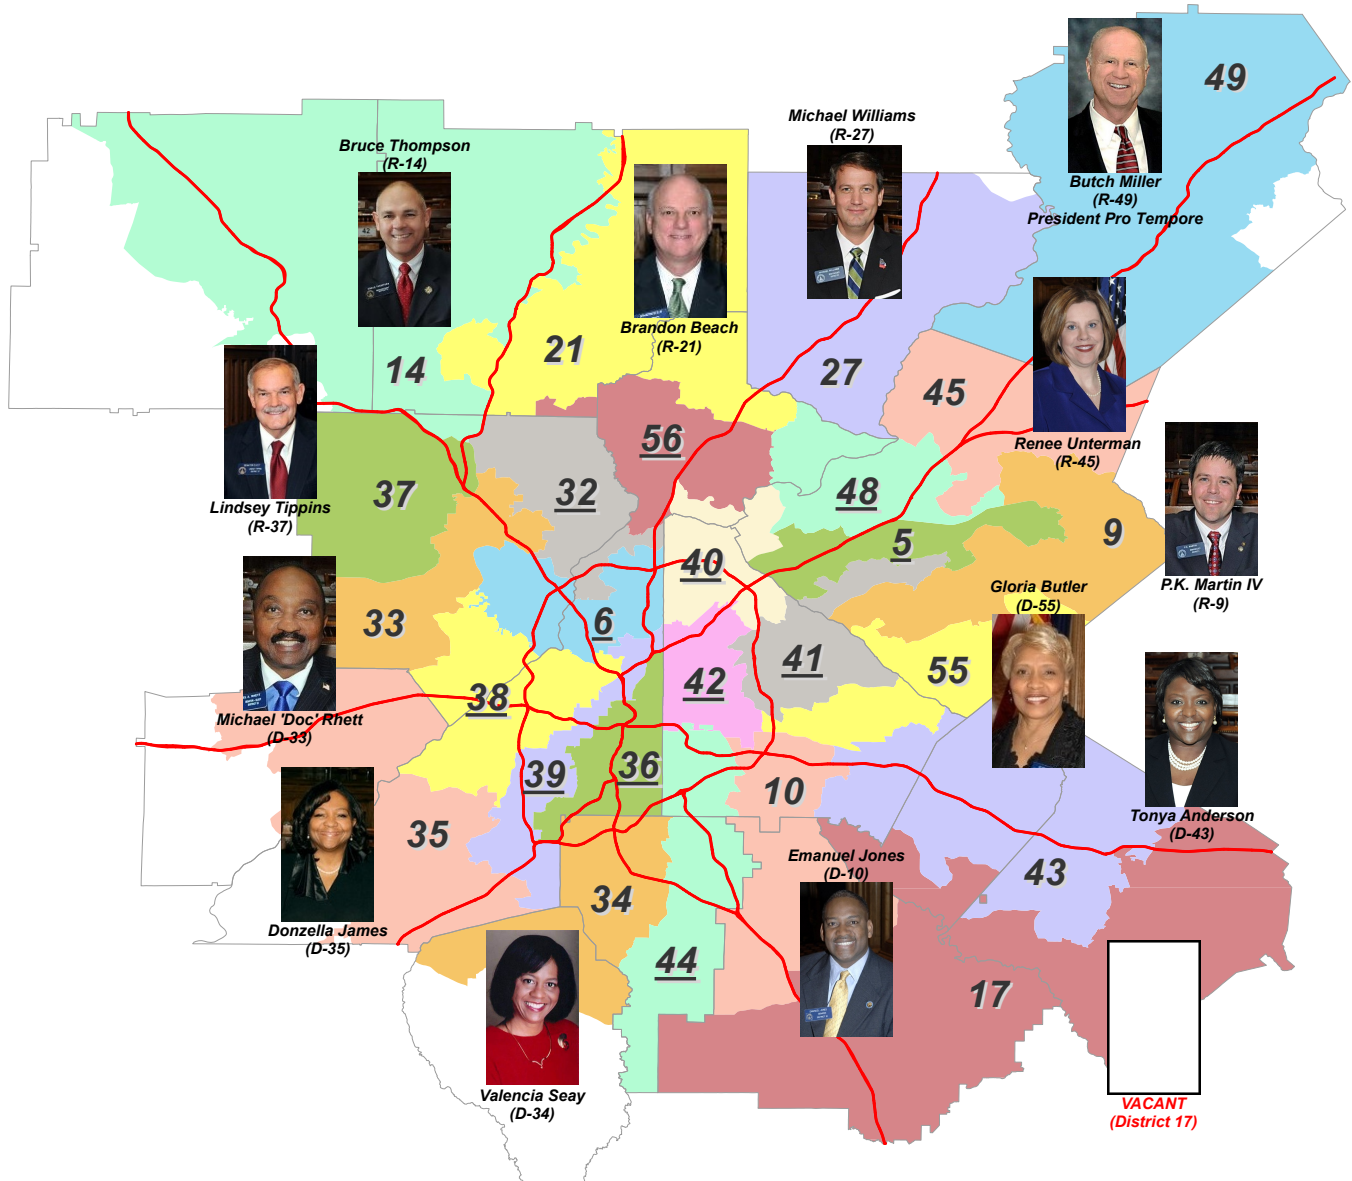 49
Butch Miller
(R-49)
President Pro Tempore
Michael Williams
(R-27)
Bruce Thompson
(R-14)
Brandon Beach
(R-21)
14
21
27
45
Renee Unterman
(R-45)
Lindsey Tippins
(R-37)
37
32
56
48
5
9
P.K. Martin IV
(R-9)
40
Gloria Butler
(D-55)
33
6
41
55
42
38
Michael 'Doc' Rhett
(D-33)
39
36
10
Tonya Anderson
(D-43)
35
Emanuel Jones
(D-10)
43
34
Donzella James
(D-35)
44
17
Valencia Seay
(D-34)
VACANT
(District 17)